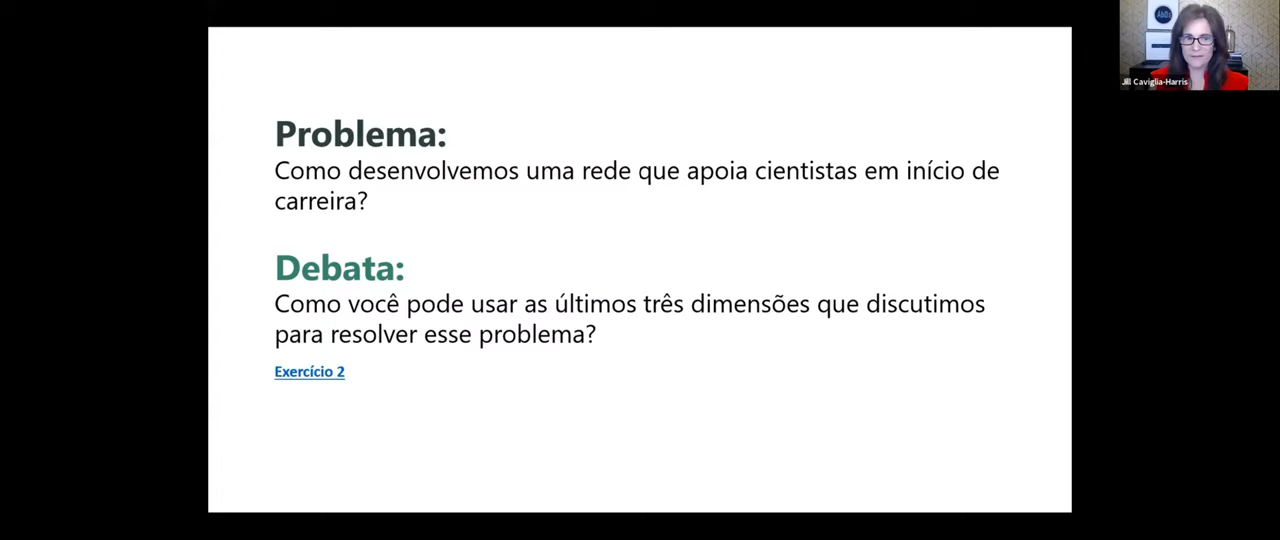 Problema:
Como desenvolvemos uma rede que apoia cientistas em início de
carreira?
Debata:
Como você pode usar as últimos três dimensões que discutimos
para resolver esse problema?
Exercício 2
Jill Caviglia-Harris